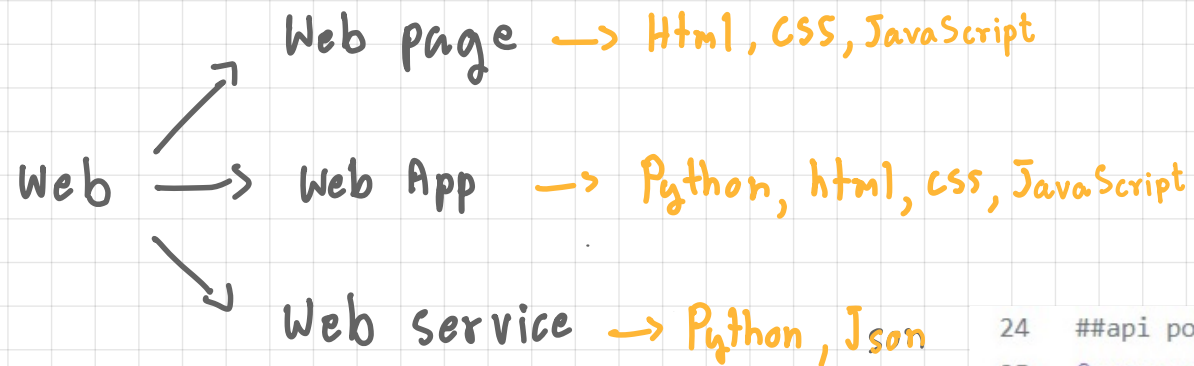 Web page → Html, CSS, JavaScript
Web → Web App → Python, html, css, JavaScript
Web service → Python, Json
24 ##api po